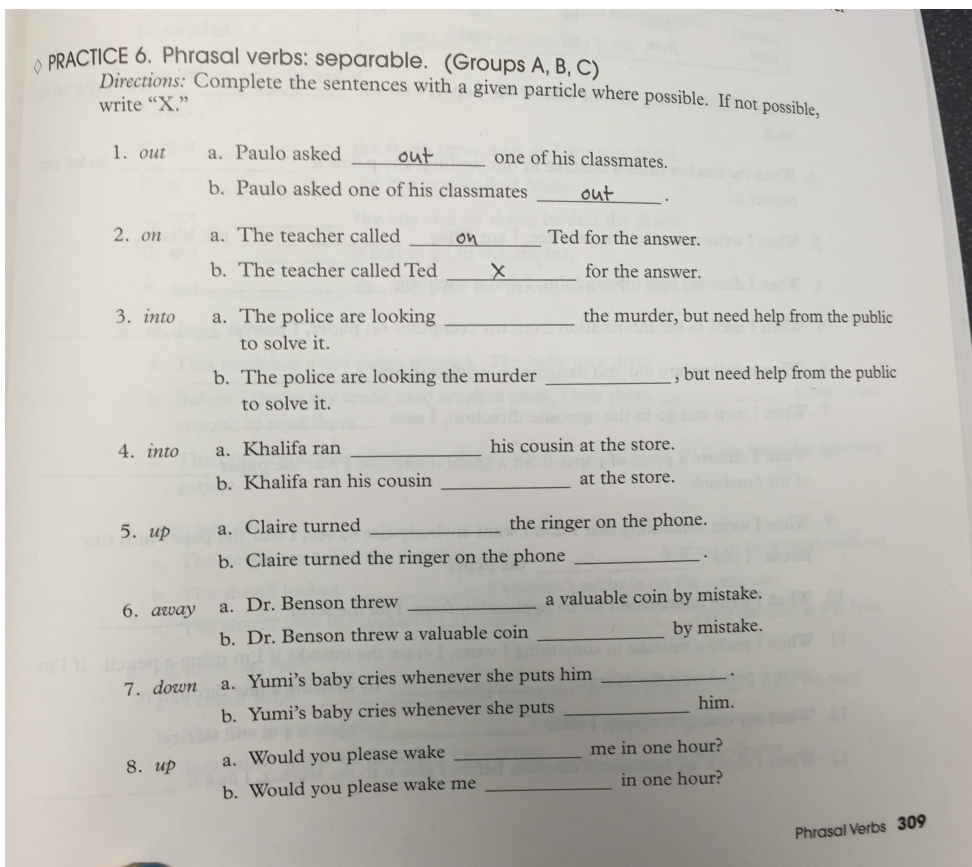 ◊ PRACTICE 6. Phrasal verbs: separable. (Groups A, B, C)
Directions: Complete the sentences with a given particle where possible. If not possible,
write “X.”
1. out a. Paulo asked out one of his classmates.
b. Paulo asked one of his classmates out.
2. on a. The teacher called on Ted for the answer.
b. The teacher called Ted X for the answer.
3. into a. The police are looking ________ the murder, but need help from the public
to solve it.
b. The police are looking the murder ________, but need help from the public
to solve it.
4. into a. Khalifa ran ________ his cousin at the store.
b. Khalifa ran his cousin ________ at the store.
5. up a. Claire turned ________ the ringer on the phone.
b. Claire turned the ringer on the phone ________.
6. away a. Dr. Benson threw ________ a valuable coin by mistake.
b. Dr. Benson threw a valuable coin ________ by mistake.
7. down a. Yumi’s baby cries whenever she puts him ________.
b. Yumi’s baby cries whenever she puts ________ him.
8. up a. Would you please wake ________ me in one hour?
b. Would you please wake me ________ in one hour?
Phrasal Verbs 309